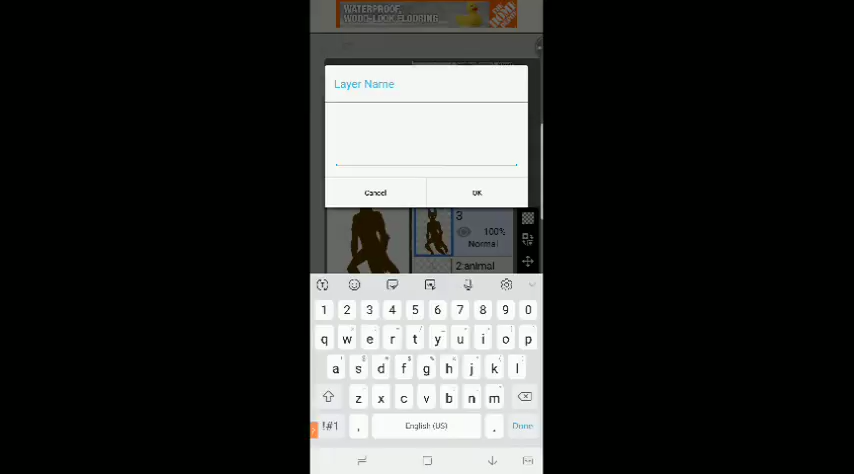 WATERPROOF,
WOOD-LOOK FLOORING
Layer Name
Cancel OK
3
100%
Normal
2:animal
1 2 3 4 5 6 7 8 9 0
q w e r t y u i o p
a s d f g h j k l
z x c v b n m
!#1 , English (US) . Done